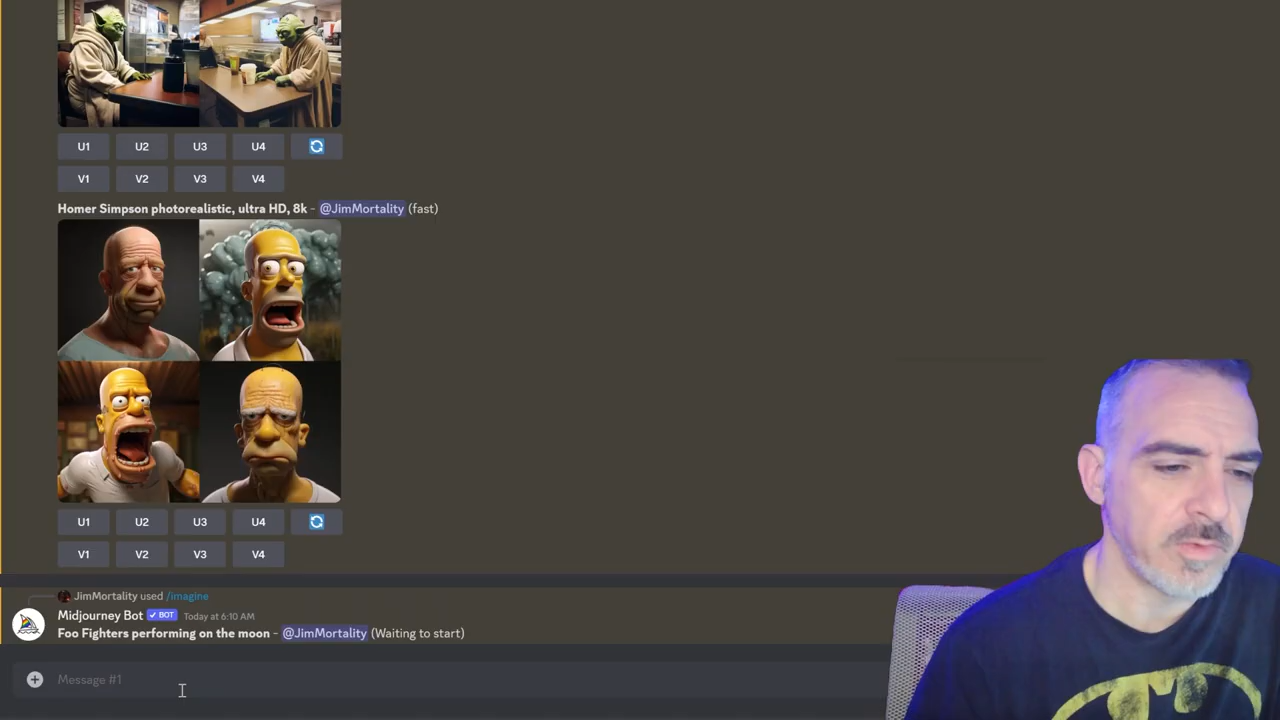 U1 U2 U3 U4
V1 V2 V3 V4
Homer Simpson photorealistic, ultra HD, 8k - @JimMortality (fast)
U1 U2 U3 U4
V1 V2 V3 V4
JimMortality used /imagine
Midjourney Bot ✓ BOT Today at 6:10 AM
Foo Fighters performing on the moon - @JimMortality (Waiting to start)
Message #1